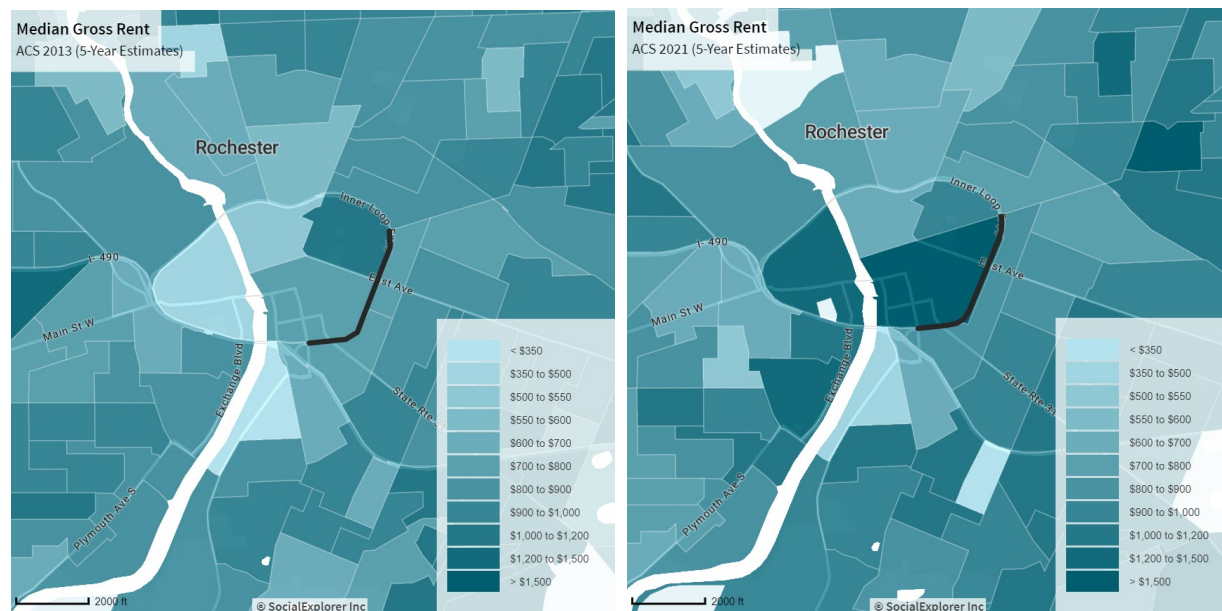 Median Gross Rent
ACS 2013 (5-Year Estimates)
Rochester
Inner Loop
I- 490
East Ave
Main St W
Exchange Blvd
State Rte
Plymouth Ave S
< $350
$350 to $500
$500 to $550
$550 to $600
$600 to $700
$700 to $800
$800 to $900
$900 to $1,000
$1,000 to $1,200
$1,200 to $1,500
> $1,500
2000 ft
© SocialExplorer Inc
Median Gross Rent
ACS 2021 (5-Year Estimates)
Rochester
Inner Loop
I- 490
East Ave
Main St W
Exchange Blvd
State Rte 31
Plymouth Ave S
< $350
$350 to $500
$500 to $550
$550 to $600
$600 to $700
$700 to $800
$800 to $900
$900 to $1,000
$1,000 to $1,200
$1,200 to $1,500
> $1,500
2000 ft
© SocialExplorer Inc